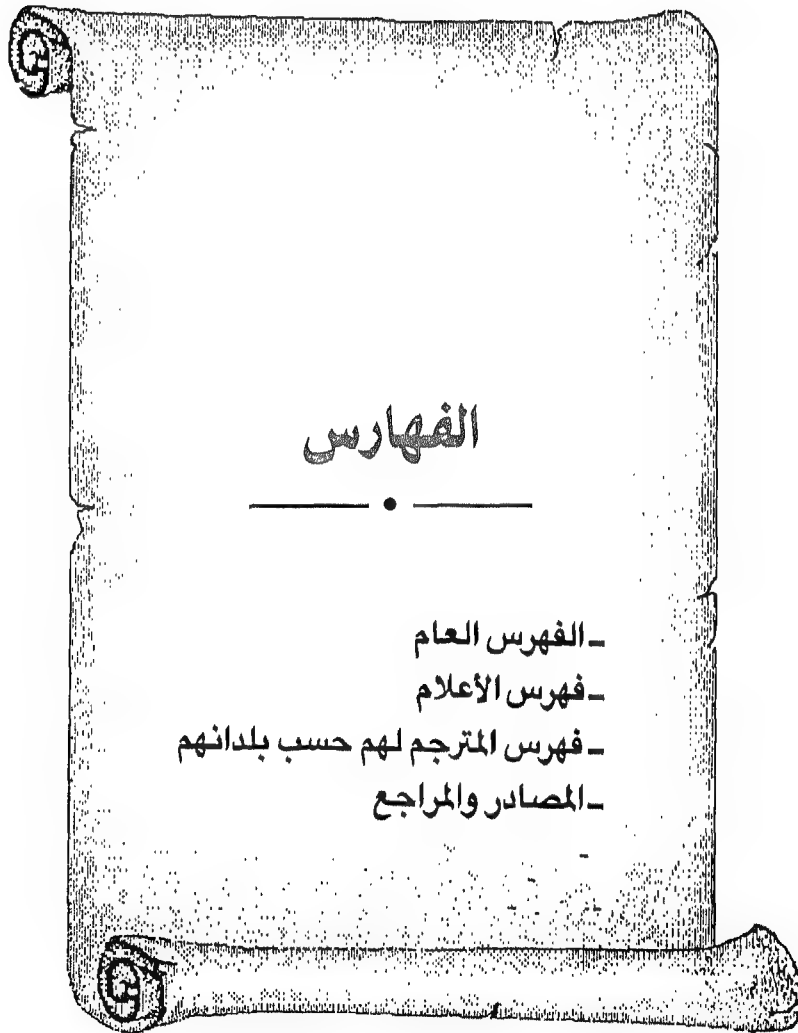 الفهارس
ـ الفهرس العام
ـ فهرس الأعلام
ـ فهرس المترجم لهم حسب بلدانهم
ـ المصادر والمراجع